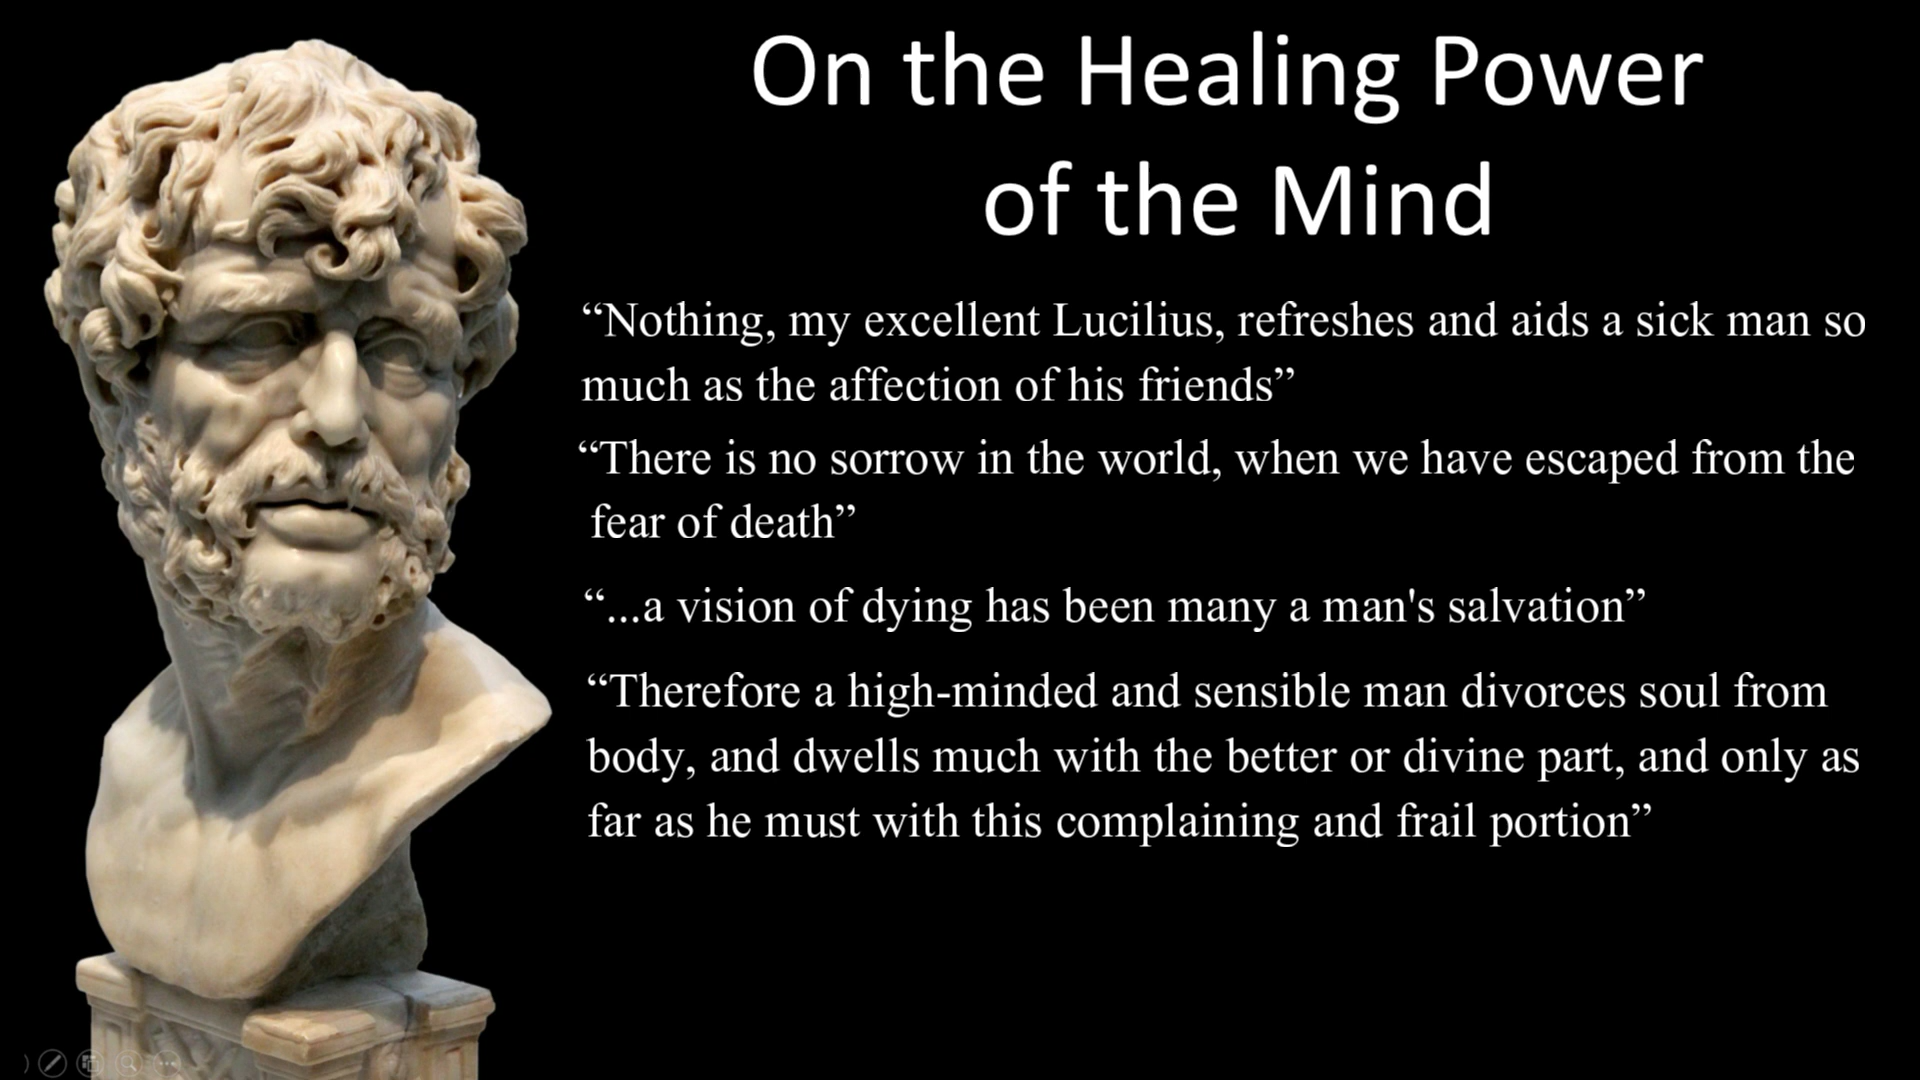 On the Healing Power
of the Mind
“Nothing, my excellent Lucilius, refreshes and aids a sick man so
much as the affection of his friends”
“There is no sorrow in the world, when we have escaped from the
fear of death”
“...a vision of dying has been many a man's salvation”
“Therefore a high-minded and sensible man divorces soul from
body, and dwells much with the better or divine part, and only as
far as he must with this complaining and frail portion”